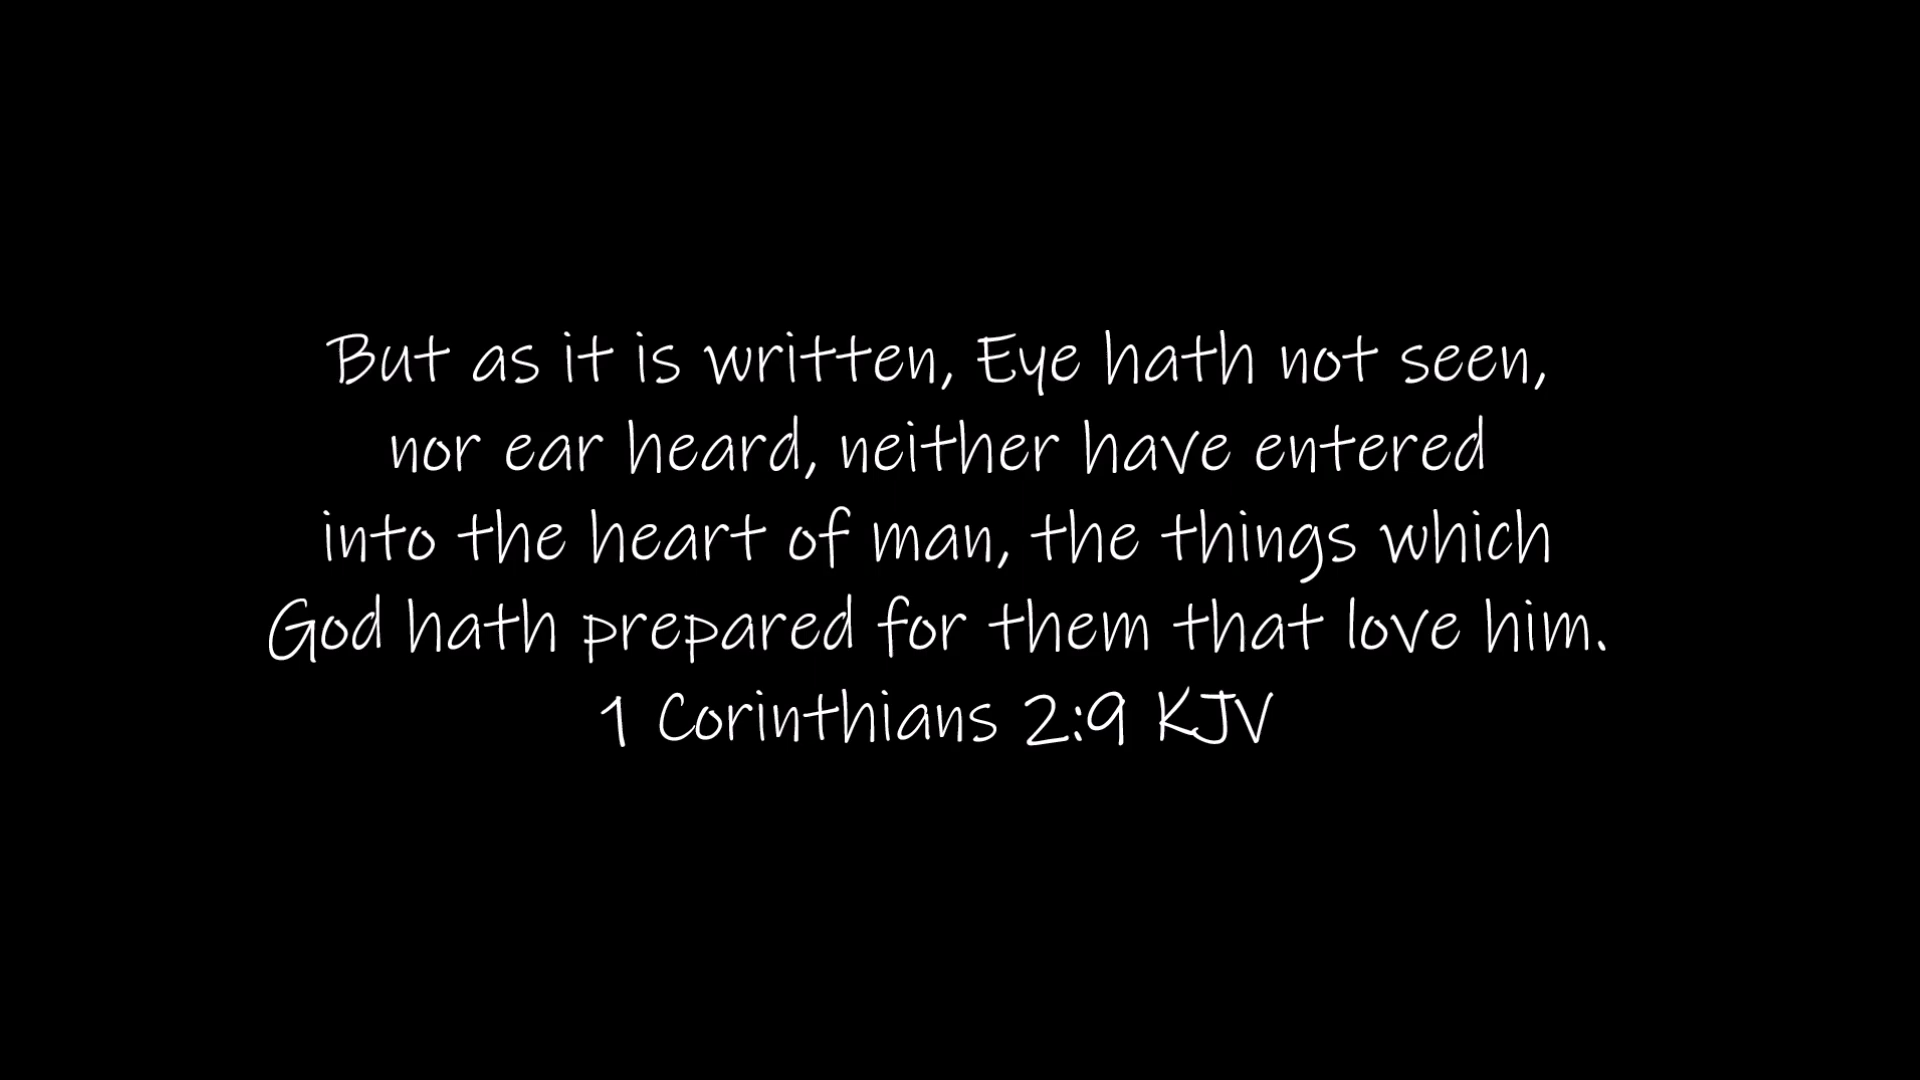 But as it is written, Eye hath not seen,
nor ear heard, neither have entered
into the heart of man, the things which
God hath prepared for them that love him.
1 Corinthians 2:9 KJV